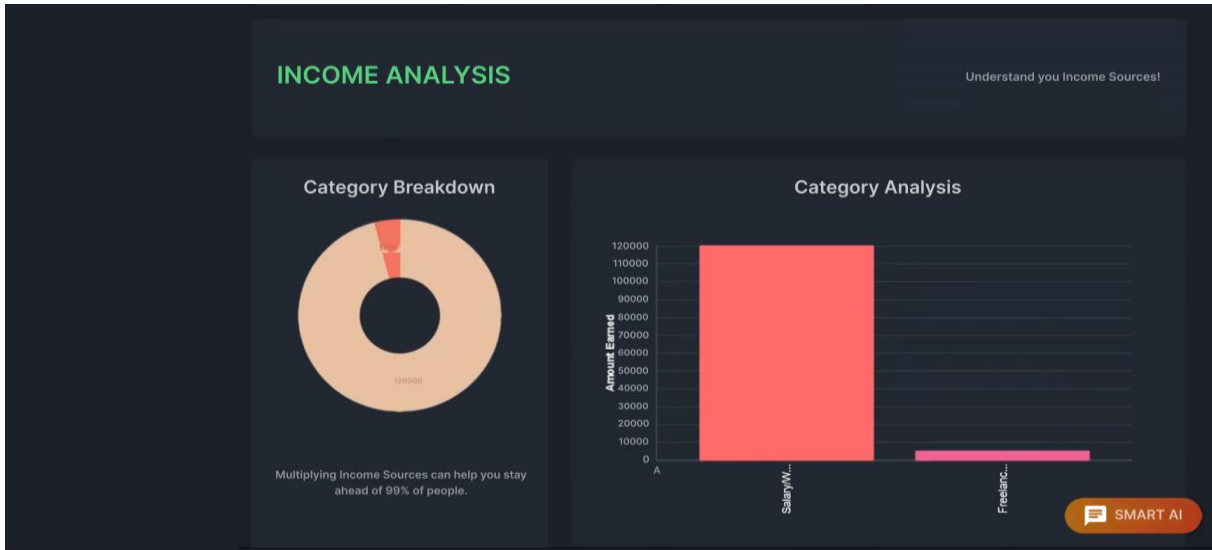 INCOME ANALYSIS
Understand you Income Sources!
Category Breakdown
120000
Multiplying Income Sources can help you stay
ahead of 99% of people.
Category Analysis
Amount Earned
120000
110000
100000
90000
80000
70000
60000
50000
40000
30000
20000
10000
0
A
Salary/W...
Freelanc...
SMART AI